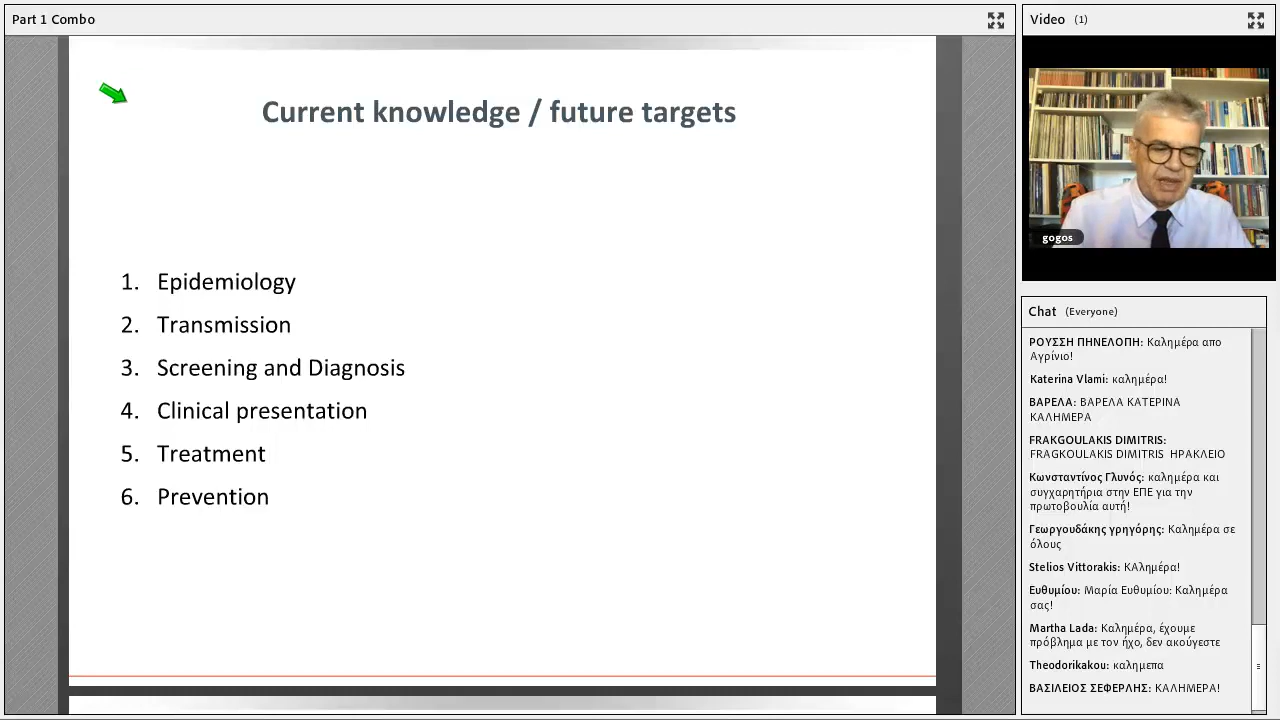 Part 1 Combo
Current knowledge / future targets
1. Epidemiology
2. Transmission
3. Screening and Diagnosis
4. Clinical presentation
5. Treatment
6. Prevention
Video (1)
gogos
Chat (Everyone)
ΡΟΥΣΣΗ ΠΗΝΕΛΟΠΗ: Καλημέρα απο
Αγρίνιο!
Katerina Vlami: καλημέρα!
ΒΑΡΕΛΑ: ΒΑΡΕΛΑ ΚΑΤΕΡΙΝΑ
ΚΑΛΗΜΕΡΑ
FRAKGOULAKIS DIMITRIS:
FRAGKOULAKIS DIMITRIS ΗΡΑΚΛΕΙΟ
Κωνσταντίνος Γλυνός: καλημέρα και
συγχαρητήρια στην ΕΠΕ για την
πρωτοβουλία αυτή!
Γεωργουδάκης γρηγόρης: Καλημέρα σε
όλους
Stelios Vittorakis: ΚΑλημέρα!
Ευθυμίου: Μαρία Ευθυμίου: Καλημέρα
σας!
Martha Lada: Καλημέρα, έχουμε
πρόβλημα με τον ήχο, δεν ακούγεστε
Theodorikakou: καλημεπα
ΒΑΣΙΛΕΙΟΣ ΣΕΦΕΡΛΗΣ: ΚΑΛΗΜΕΡΑ!